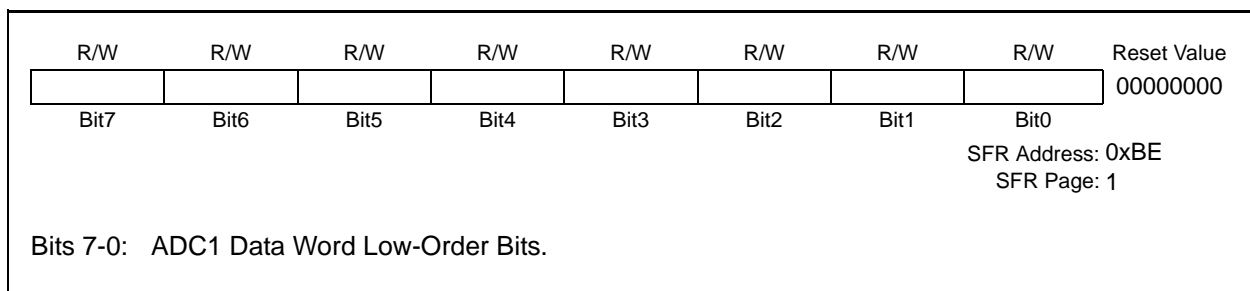 R/W R/W R/W R/W R/W R/W R/W R/W Reset Value
00000000
Bit7 Bit6 Bit5 Bit4 Bit3 Bit2 Bit1 Bit0
SFR Address: 0xBE
SFR Page: 1
Bits 7-0: ADC1 Data Word Low-Order Bits.